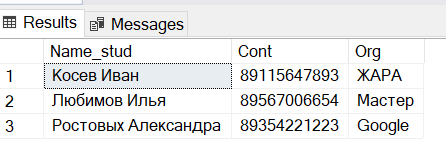 Results Messages
Name_stud Cont Org
1 Косев Иван 89115647893 ЖАРА
2 Любимов Илья 89567006654 Мастер
3 Ростовых Александра 89354221223 Google